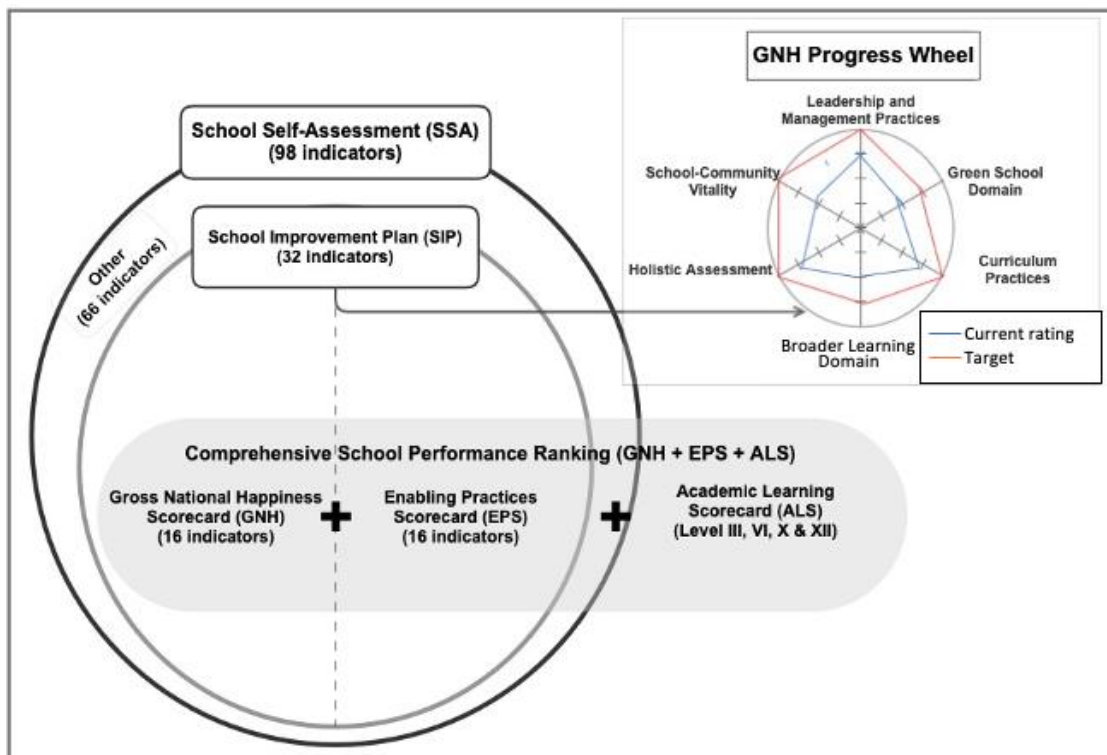 GNH Progress Wheel
Leadership and
Management Practices
School-Community
Vitality
Green School
Domain
Holistic Assessment
Curriculum
Practices
Broader Learning
Domain
Current rating
Target
School Self-Assessment (SSA)
(98 indicators)
School Improvement Plan (SIP)
(32 indicators)
Other
(66 indicators)
Comprehensive School Performance Ranking (GNH + EPS + ALS)
Gross National Happiness
Scorecard (GNH)
(16 indicators)
+
Enabling Practices
Scorecard (EPS)
(16 indicators)
+
Academic Learning
Scorecard (ALS)
(Level III, VI, X & XII)